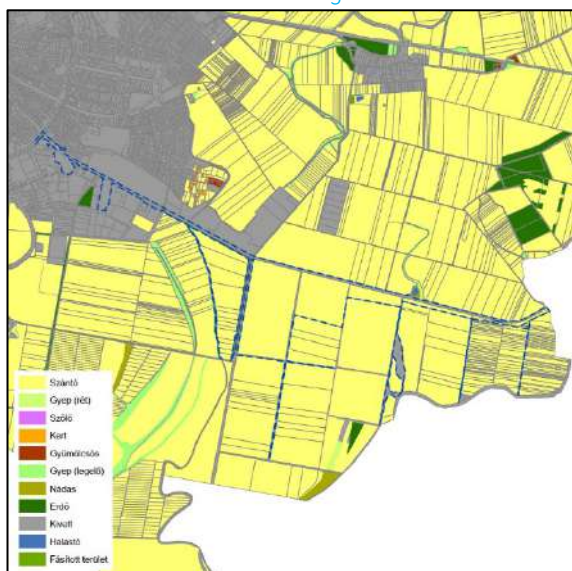 Szántó
Gyep (rét)
Szőlő
Kert
Gyümölcsös
Gyep (legelő)
Nádas
Erdő
Kivett
Halastó
Fásított terület